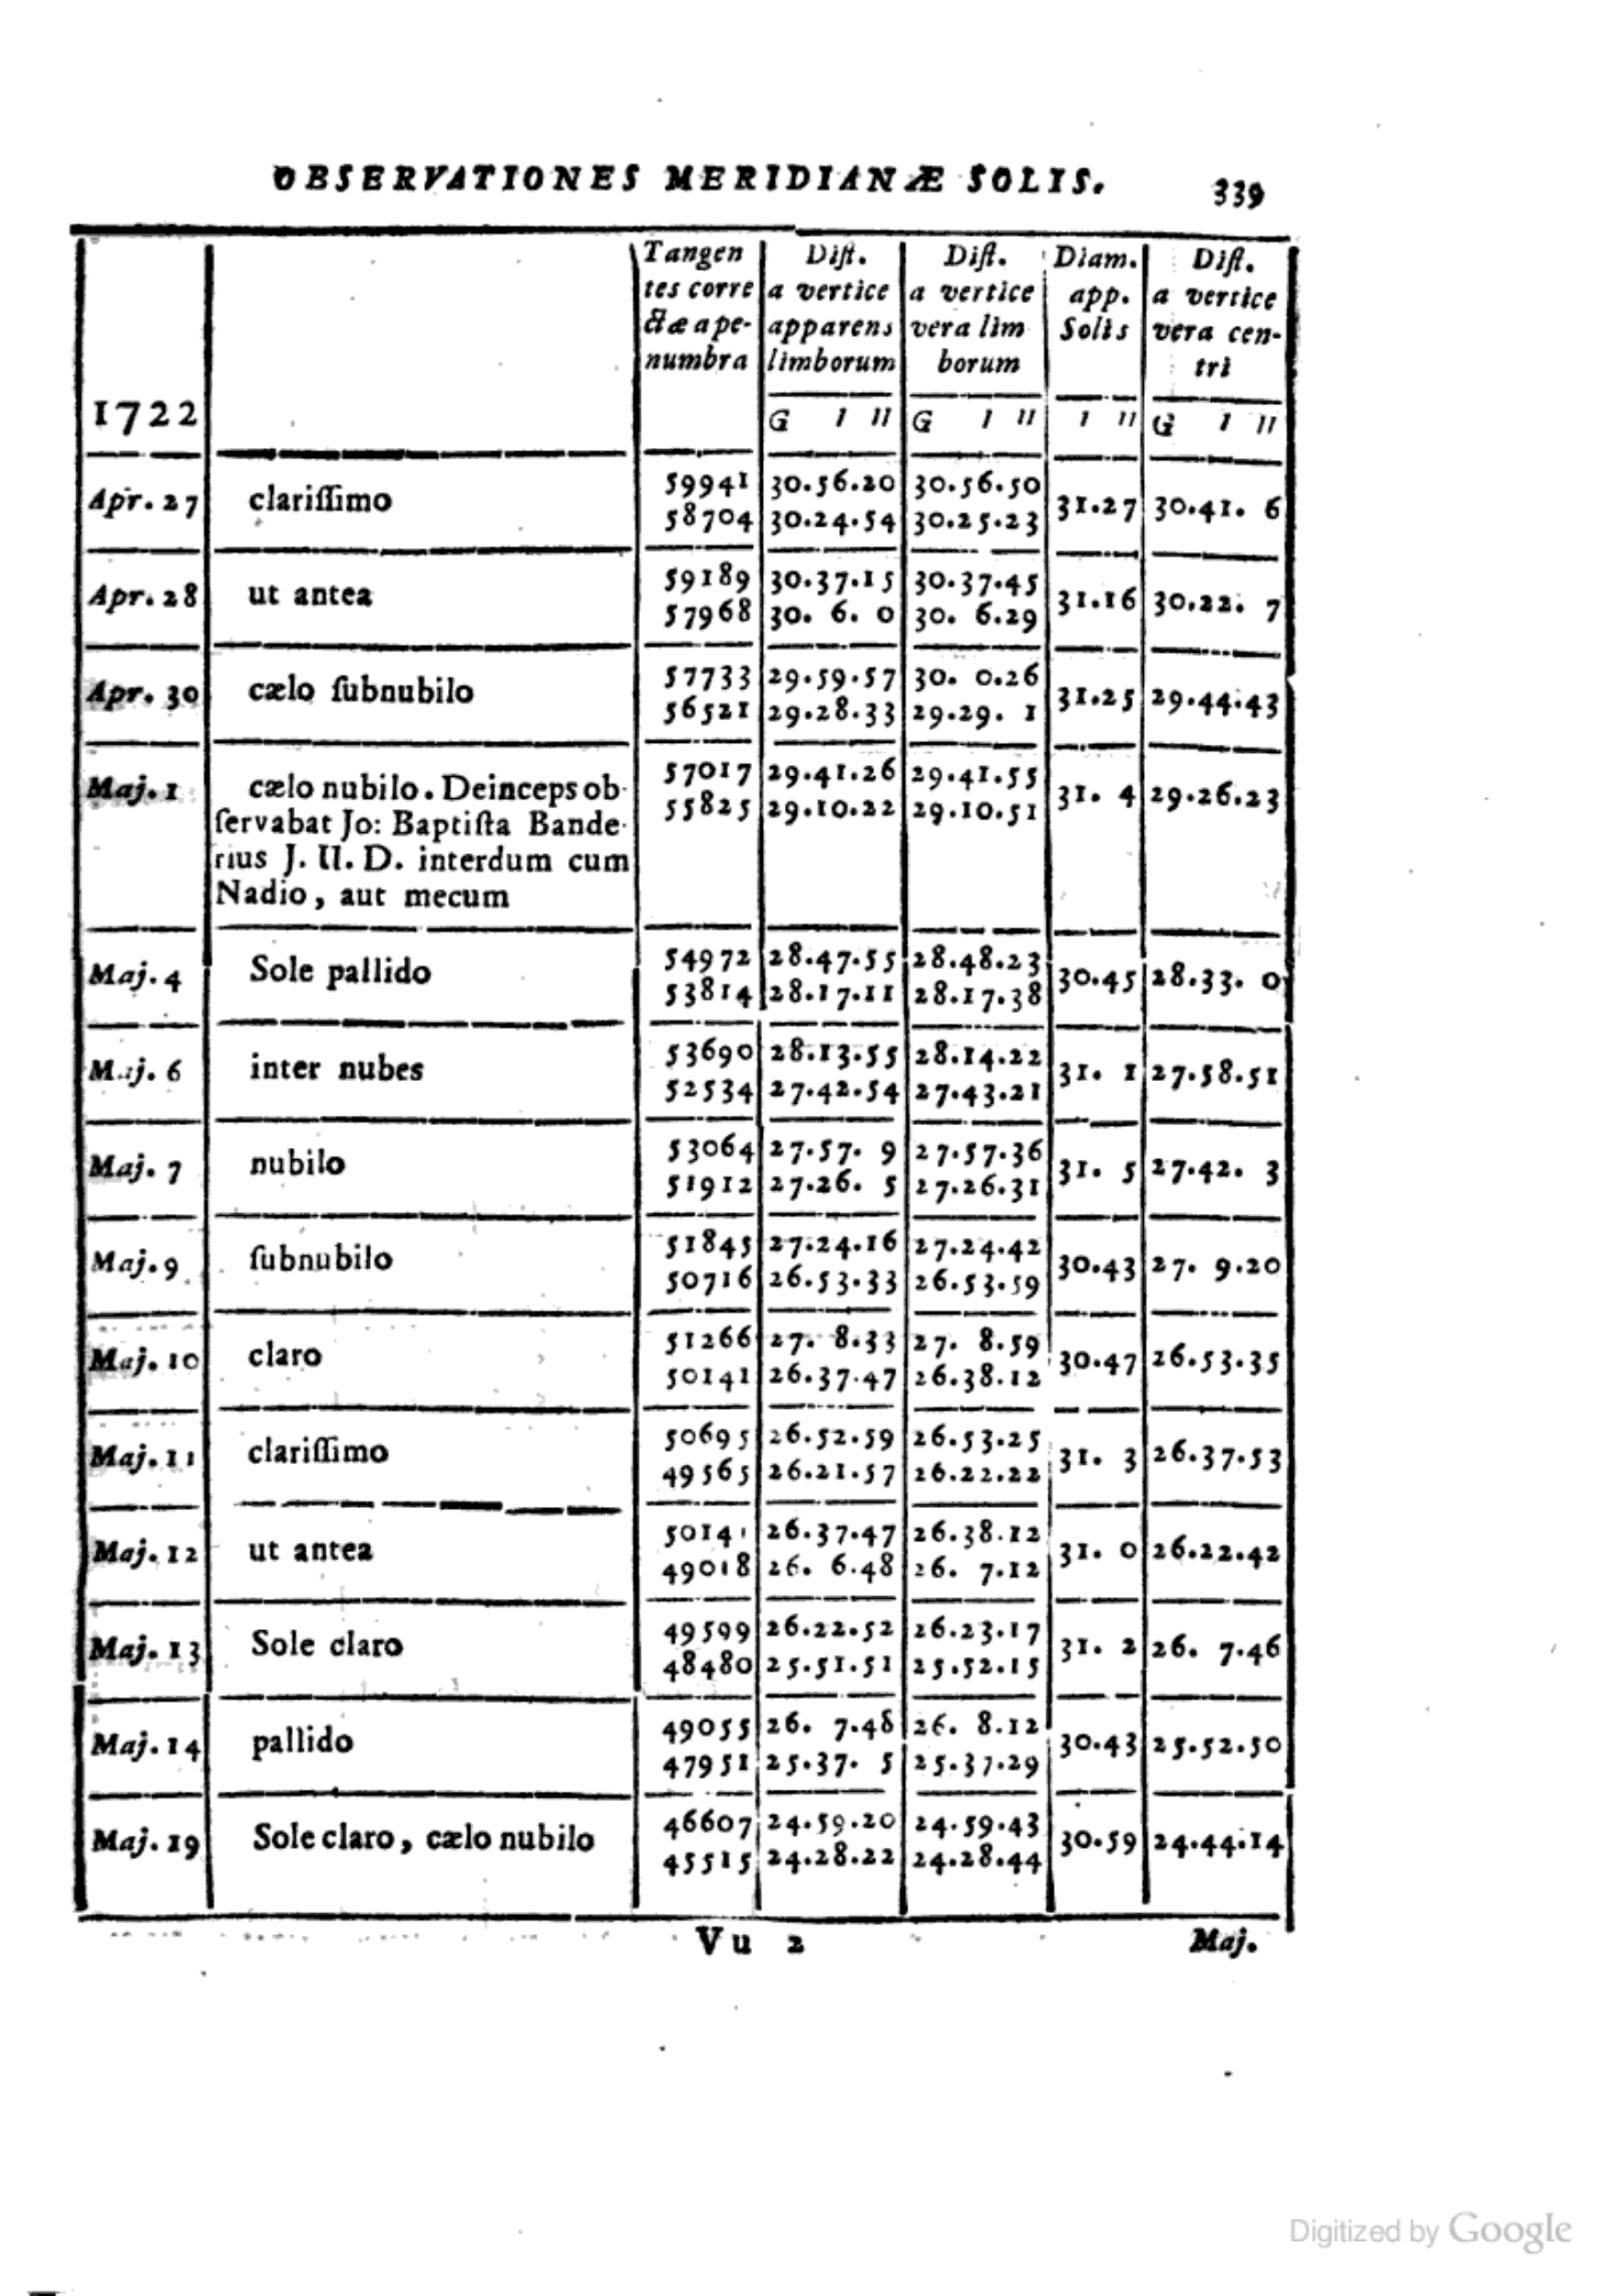 OBSERVATIONES MERIDIANÆ SOLIS. 339
1722
Tangen
tes corre
ctæ a pe-
numbra
Dist.
a vertice
apparens
limborum
G I II
Dist.
a vertice
vera lim
borum
G I II
Diam.
app.
Solis
I II
Dist.
a vertice
vera cen-
tri
G I II
Apr. 27 clarissimo 59941 30.56.20 30.56.50 31.27 30.41. 6
58704 30.24.54 30.25.23
Apr. 28 ut antea 59189 30.37.15 30.37.45 31.16 30.22. 7
57968 30. 6. 0 30. 6.29
Apr. 30 cælo ſubnubilo 57733 29.59.57 30. 0.26 31.25 29.44.43
56521 29.28.33 29.29. 1
Maj. 1 cælo nubilo. Deinceps ob- 57017 29.41.26 29.41.55 31. 4 29.26.23
ſervabat Jo: Baptiſta Bande- 55825 29.10.22 29.10.51
rius J. U. D. interdum cum
Nadio, aut mecum
Maj. 4 Sole pallido 54972 28.47.55 28.48.23 30.45 28.33. 0
53814 28.17.11 28.17.38
Maj. 6 inter nubes 53690 28.13.55 28.14.22 31. 1 27.58.51
52534 27.42.54 27.43.21
Maj. 7 nubilo 53064 27.57. 9 27.57.36 31. 5 27.42. 3
51912 27.26. 5 27.26.31
Maj. 9 ſubnubilo 51845 27.24.16 27.24.42 30.43 27. 9.20
50716 26.53.33 26.53.59
Maj. 10 claro 51266 27. 8.33 27. 8.59 30.47 26.53.35
50141 26.37.47 26.38.12
Maj. 11 clariſſimo 50695 26.52.59 26.53.25 31. 3 26.37.53
49565 26.21.57 26.22.22
Maj. 12 ut antea 50141 26.37.47 26.38.12 31. 0 26.22.42
49018 26. 6.48 26. 7.12
Maj. 13 Sole claro 49599 26.22.52 26.23.17 31. 2 26. 7.46
48480 25.51.51 25.52.15
Maj. 14 pallido 49055 26. 7.48 26. 8.12 30.43 25.52.50
47951 25.37. 5 25.37.29
Maj. 19 Sole claro, cælo nubilo 46607 24.59.20 24.59.43 30.59 24.44.14
45515 24.28.22 24.28.44
Vu 2 Maj.
Digitized by Google